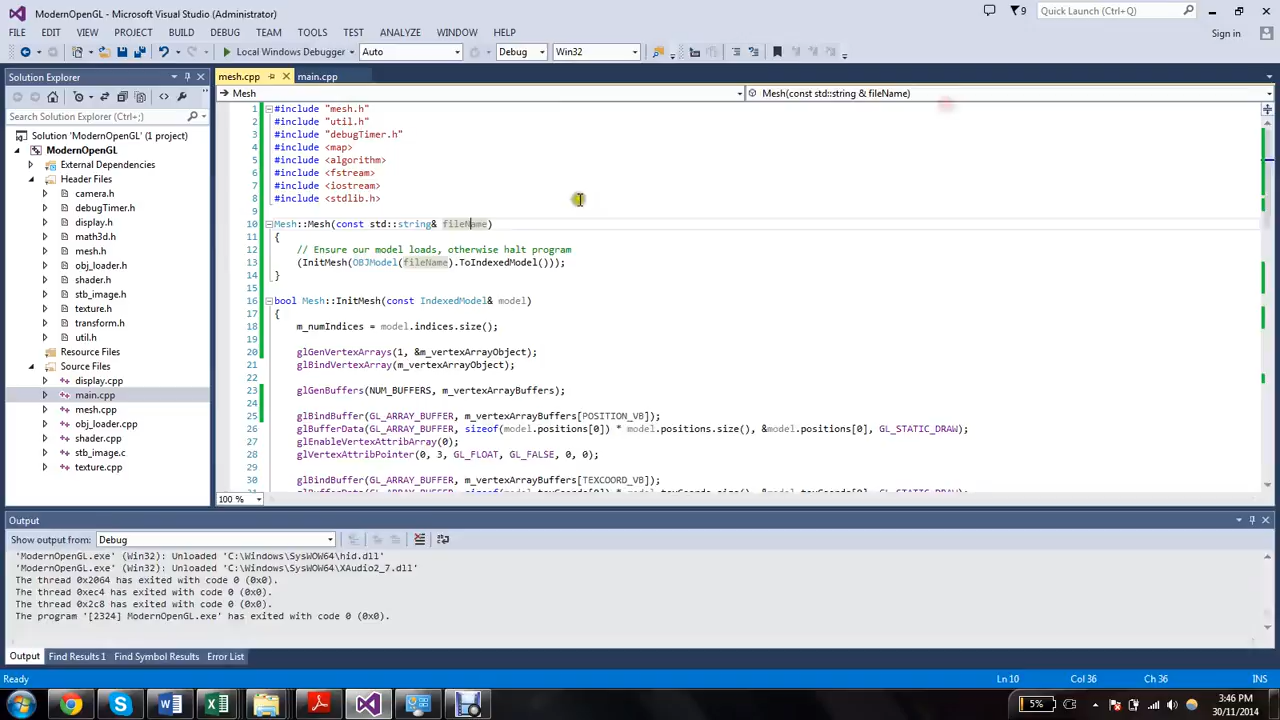 ModernOpenGL - Microsoft Visual Studio (Administrator)
9
Quick Launch (Ctrl+Q)
FILE EDIT VIEW PROJECT BUILD DEBUG TEAM TOOLS TEST ANALYZE WINDOW HELP
Sign in
Local Windows Debugger Auto Debug Win32
Solution Explorer
mesh.cpp main.cpp
Mesh Mesh(const std::string & fileName)
Search Solution Explorer (Ctrl+;)
Solution 'ModernOpenGL' (1 project)
ModernOpenGL
External Dependencies
Header Files
camera.h
debugTimer.h
display.h
math3d.h
mesh.h
obj_loader.h
shader.h
stb_image.h
texture.h
transform.h
util.h
Resource Files
Source Files
display.cpp
main.cpp
mesh.cpp
obj_loader.cpp
shader.cpp
stb_image.c
texture.cpp
1 #include "mesh.h"
2 #include "util.h"
3 #include "debugTimer.h"
4 #include <map>
5 #include <algorithm>
6 #include <fstream>
7 #include <iostream>
8 #include <stdlib.h>
9
10 Mesh::Mesh(const std::string& fileName)
11 {
12 // Ensure our model loads, otherwise halt program
13 (InitMesh(OBJModel(fileName).ToIndexedModel()));
14 }
15
16 bool Mesh::InitMesh(const IndexedModel& model)
17 {
18 m_numIndices = model.indices.size();
19
20 glGenVertexArrays(1, &m_vertexArrayObject);
21 glBindVertexArray(m_vertexArrayObject);
22
23 glGenBuffers(NUM_BUFFERS, m_vertexArrayBuffers);
24
25 glBindBuffer(GL_ARRAY_BUFFER, m_vertexArrayBuffers[POSITION_VB]);
26 glBufferData(GL_ARRAY_BUFFER, sizeof(model.positions[0]) * model.positions.size(), &model.positions[0], GL_STATIC_DRAW);
27 glEnableVertexAttribArray(0);
28 glVertexAttribPointer(0, 3, GL_FLOAT, GL_FALSE, 0, 0);
29
30 glBindBuffer(GL_ARRAY_BUFFER, m_vertexArrayBuffers[TEXCOORD_VB]);
100 %
Output
Show output from: Debug
'ModernOpenGL.exe' (Win32): Unloaded 'C:\Windows\SysWOW64\hid.dll'
'ModernOpenGL.exe' (Win32): Unloaded 'C:\Windows\SysWOW64\XAudio2_7.dll'
The thread 0x2064 has exited with code 0 (0x0).
The thread 0xec4 has exited with code 0 (0x0).
The thread 0x2c8 has exited with code 0 (0x0).
The program '[2324] ModernOpenGL.exe' has exited with code 0 (0x0).
Output Find Results 1 Find Symbol Results Error List
Ready Ln 10 Col 36 Ch 36 INS
5%
3:46 PM
30/11/2014